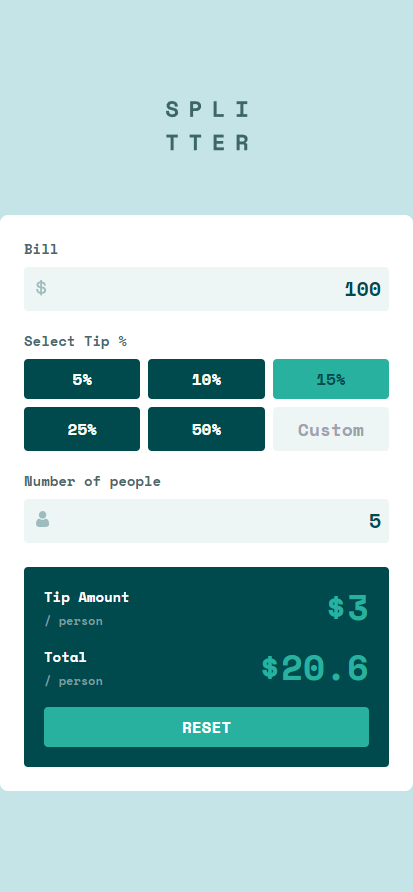 SPLI
TTER
Bill
$ 100
Select Tip %
5% 10% 15%
25% 50% Custom
Number of people
5
Tip Amount $3
/ person
Total $20.6
/ person
RESET